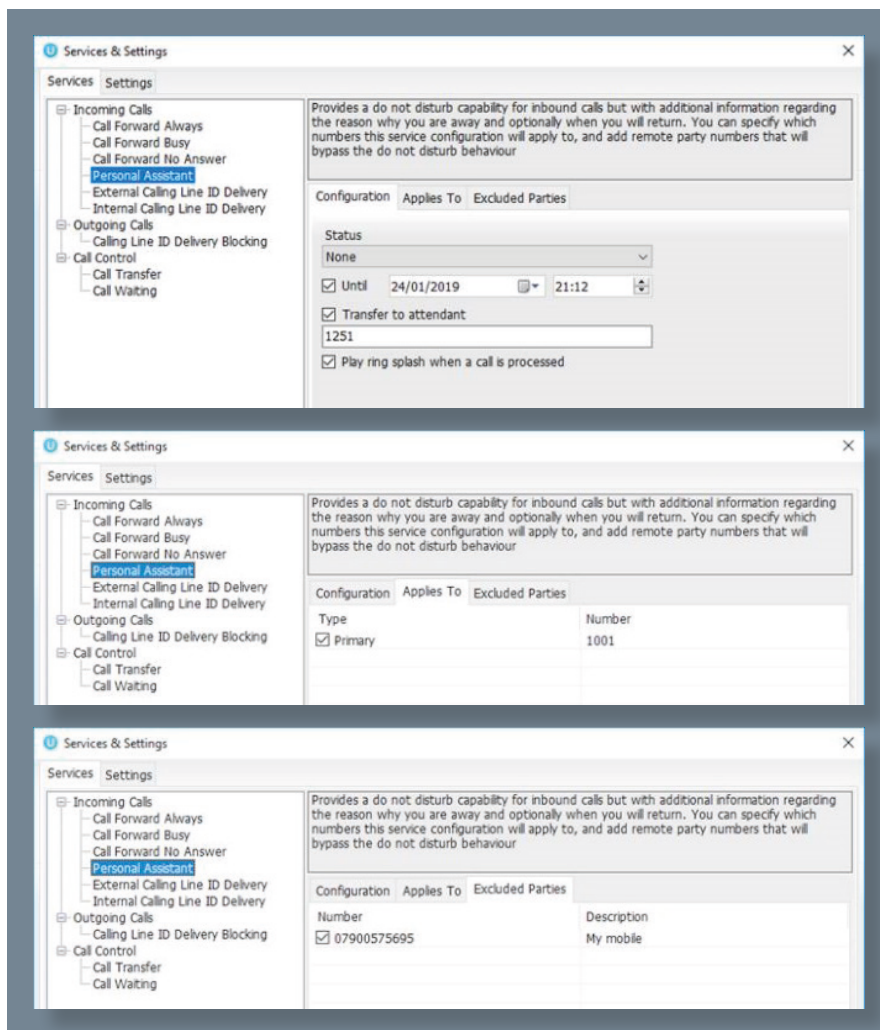 Services & Settings
Services Settings
Incoming Calls
Call Forward Always
Call Forward Busy
Call Forward No Answer
Personal Assistant
External Calling Line ID Delivery
Internal Calling Line ID Delivery
Outgoing Calls
Calling Line ID Delivery Blocking
Call Control
Call Transfer
Call Waiting
Provides a do not disturb capability for inbound calls but with additional information regarding
the reason why you are away and optionally when you will return. You can specify which
numbers this service configuration will apply to, and add remote party numbers that will
bypass the do not disturb behaviour
Configuration Applies To Excluded Parties
Status
None
Until 24/01/2019 21:12
Transfer to attendant
1251
Play ring splash when a call is processed
Services & Settings
Services Settings
Incoming Calls
Call Forward Always
Call Forward Busy
Call Forward No Answer
Personal Assistant
External Calling Line ID Delivery
Internal Calling Line ID Delivery
Outgoing Calls
Calling Line ID Delivery Blocking
Call Control
Call Transfer
Call Waiting
Provides a do not disturb capability for inbound calls but with additional information regarding
the reason why you are away and optionally when you will return. You can specify which
numbers this service configuration will apply to, and add remote party numbers that will
bypass the do not disturb behaviour
Configuration Applies To Excluded Parties
Type Number
Primary 1001
Services & Settings
Services Settings
Incoming Calls
Call Forward Always
Call Forward Busy
Call Forward No Answer
Personal Assistant
External Calling Line ID Delivery
Internal Calling Line ID Delivery
Outgoing Calls
Calling Line ID Delivery Blocking
Call Control
Call Transfer
Call Waiting
Provides a do not disturb capability for inbound calls but with additional information regarding
the reason why you are away and optionally when you will return. You can specify which
numbers this service configuration will apply to, and add remote party numbers that will
bypass the do not disturb behaviour
Configuration Applies To Excluded Parties
Number Description
07900575695 My mobile